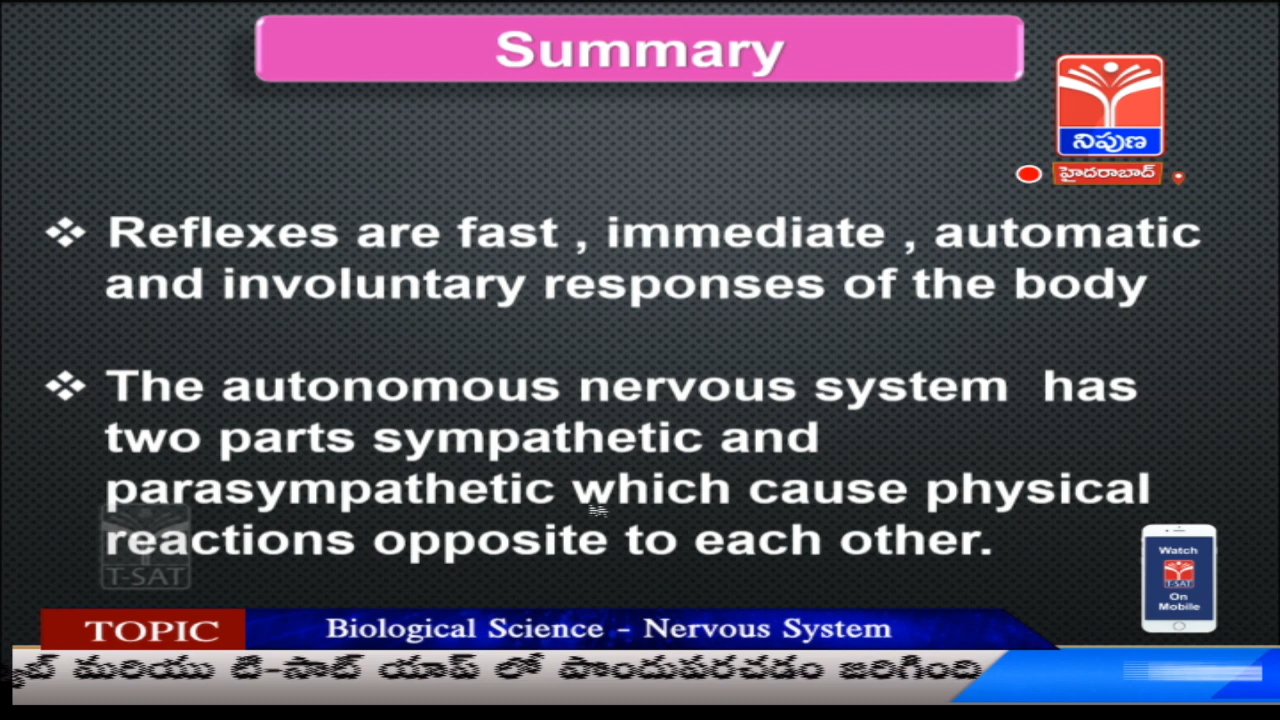 Summary
నిపుణ
హైదరాబాద్
❖ Reflexes are fast , immediate , automatic
and involuntary responses of the body
❖ The autonomous nervous system has
two parts sympathetic and
parasympathetic which cause physical
reactions opposite to each other.
T-SAT
Watch
T-SAT
On
Mobile
TOPIC
Biological Science - Nervous System
మరియు టి-సాట్ యాప్ లో పొందుపరచడం జరిగింది